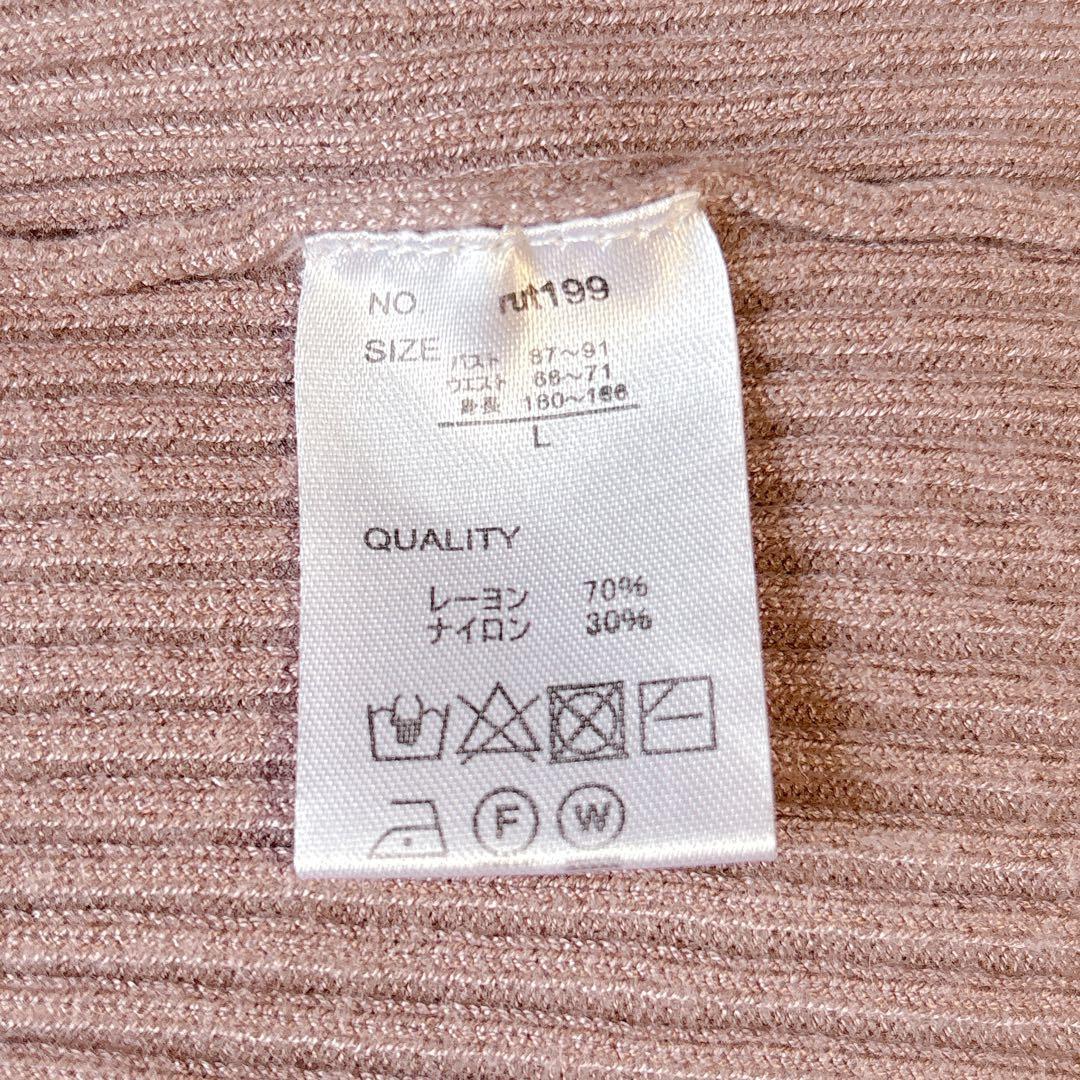 NO. rut199
SIZE
バスト 87～91
ウエスト 68～71
身長 160～166
L
QUALITY
レーヨン 70%
ナイロン 30%
F W